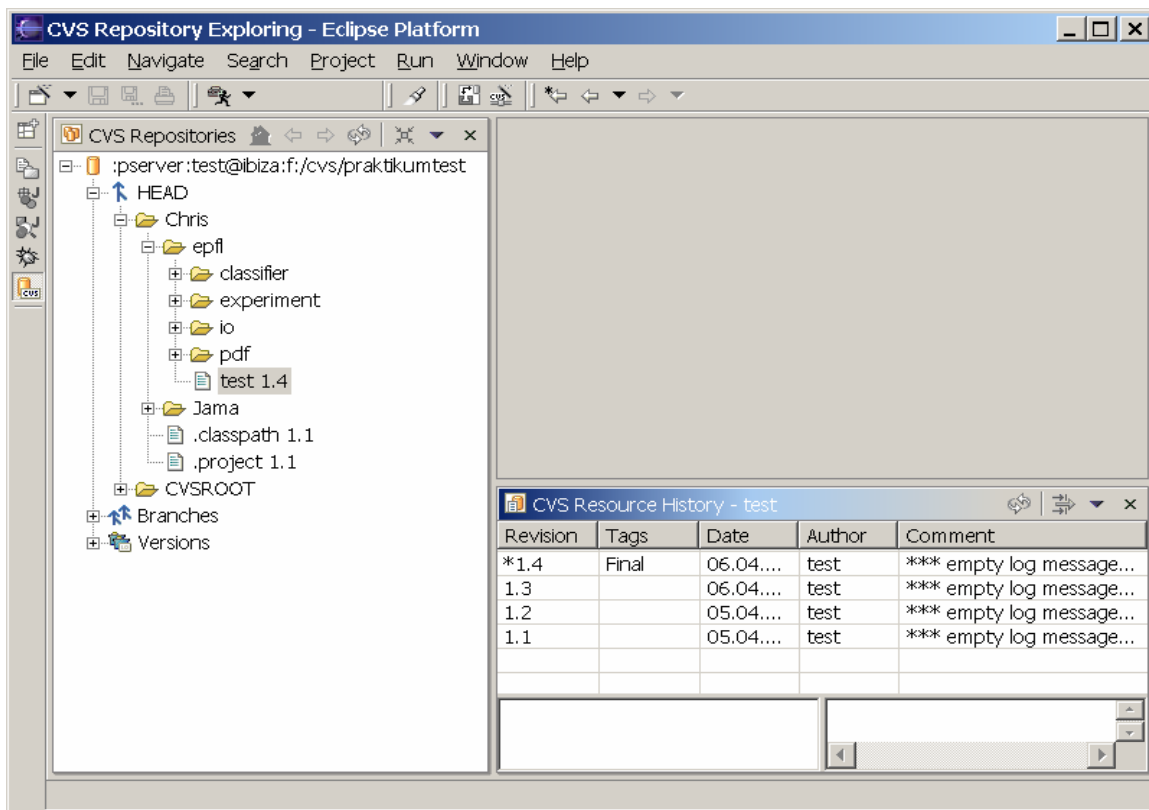 CVS Repository Exploring - Eclipse Platform
File Edit Navigate Search Project Run Window Help
CVS Repositories
:pserver:test@ibiza:f:/cvs/praktikumtest
HEAD
Chris
epfl
classifier
experiment
io
pdf
test 1.4
Jama
.classpath 1.1
.project 1.1
CVSROOT
Branches
Versions
CVS Resource History - test
Revision Tags Date Author Comment
*1.4 Final 06.04.... test *** empty log message...
1.3 06.04.... test *** empty log message...
1.2 05.04.... test *** empty log message...
1.1 05.04.... test *** empty log message...